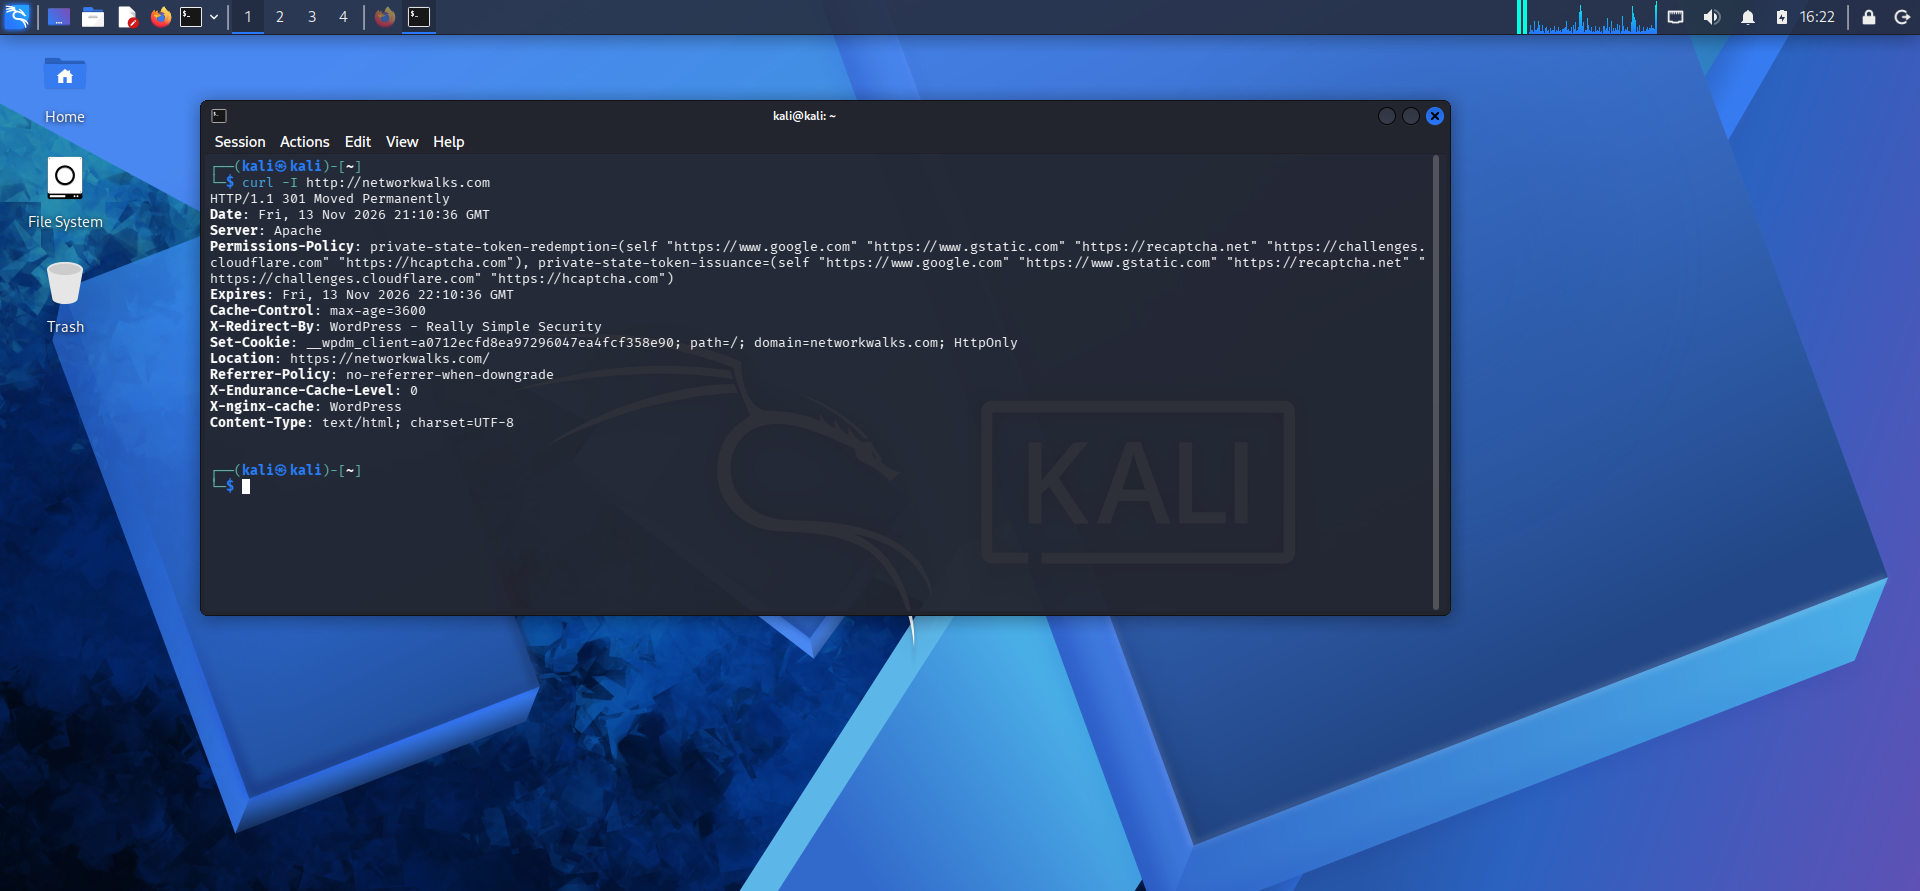 1 2 3 4 16:22
Home
File System
Trash
kali@kali: ~
Session Actions Edit View Help
┌──(kali㉿kali)-[~]
└─$ curl -I http://networkwalks.com
HTTP/1.1 301 Moved Permanently
Date: Fri, 13 Nov 2026 21:10:36 GMT
Server: Apache
Permissions-Policy: private-state-token-redemption=(self "https://www.google.com" "https://www.gstatic.com" "https://recaptcha.net" "https://challenges.
cloudflare.com" "https://hcaptcha.com"), private-state-token-issuance=(self "https://www.google.com" "https://www.gstatic.com" "https://recaptcha.net" "
https://challenges.cloudflare.com" "https://hcaptcha.com")
Expires: Fri, 13 Nov 2026 22:10:36 GMT
Cache-Control: max-age=3600
X-Redirect-By: WordPress - Really Simple Security
Set-Cookie: __wpdm_client=a0712ecfd8ea97296047ea4fcf358e90; path=/; domain=networkwalks.com; HttpOnly
Location: https://networkwalks.com/
Referrer-Policy: no-referrer-when-downgrade
X-Endurance-Cache-Level: 0
X-nginx-cache: WordPress
Content-Type: text/html; charset=UTF-8
┌──(kali㉿kali)-[~]
└─$
KALI